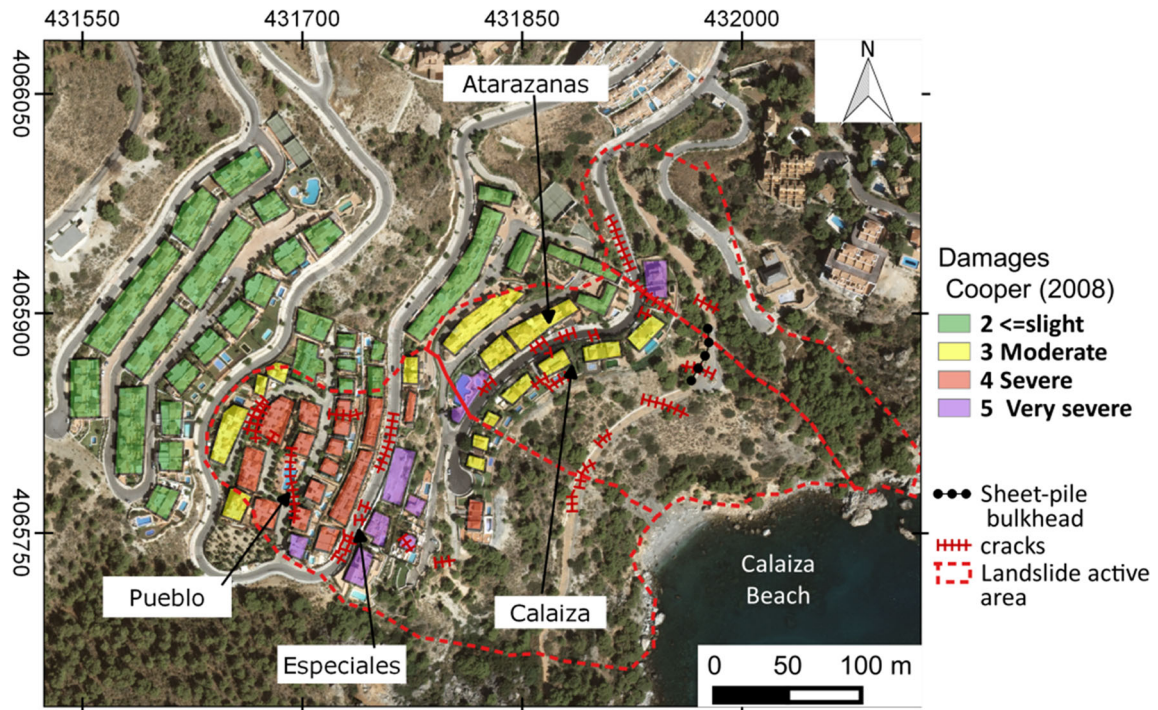 431550
431700
431850
432000
4066050
4065900
4065750
N
Atarazanas
Pueblo
Especiales
Calaiza
Calaiza
Beach
0 50 100 m
Damages
Cooper (2008)
2 <=slight
3 Moderate
4 Severe
5 Very severe
Sheet-pile
bulkhead
cracks
Landslide active
area